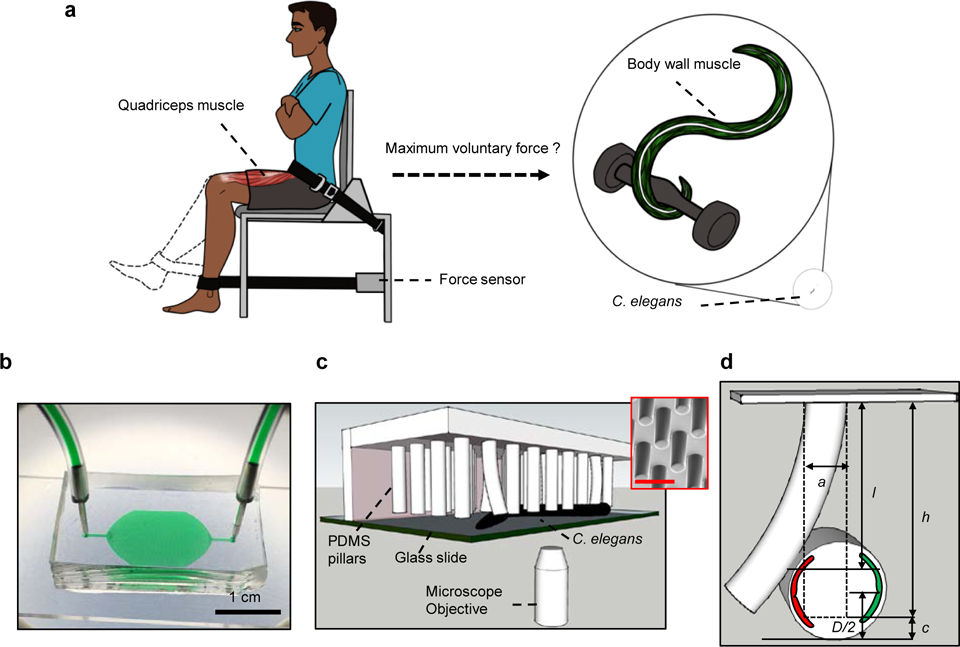 a
Quadriceps muscle
Maximum voluntary force ?
Body wall muscle
Force sensor
C. elegans
b
1 cm
c
PDMS
pillars
Glass slide
C. elegans
Microscope
Objective
d
a
l
h
D/2
c